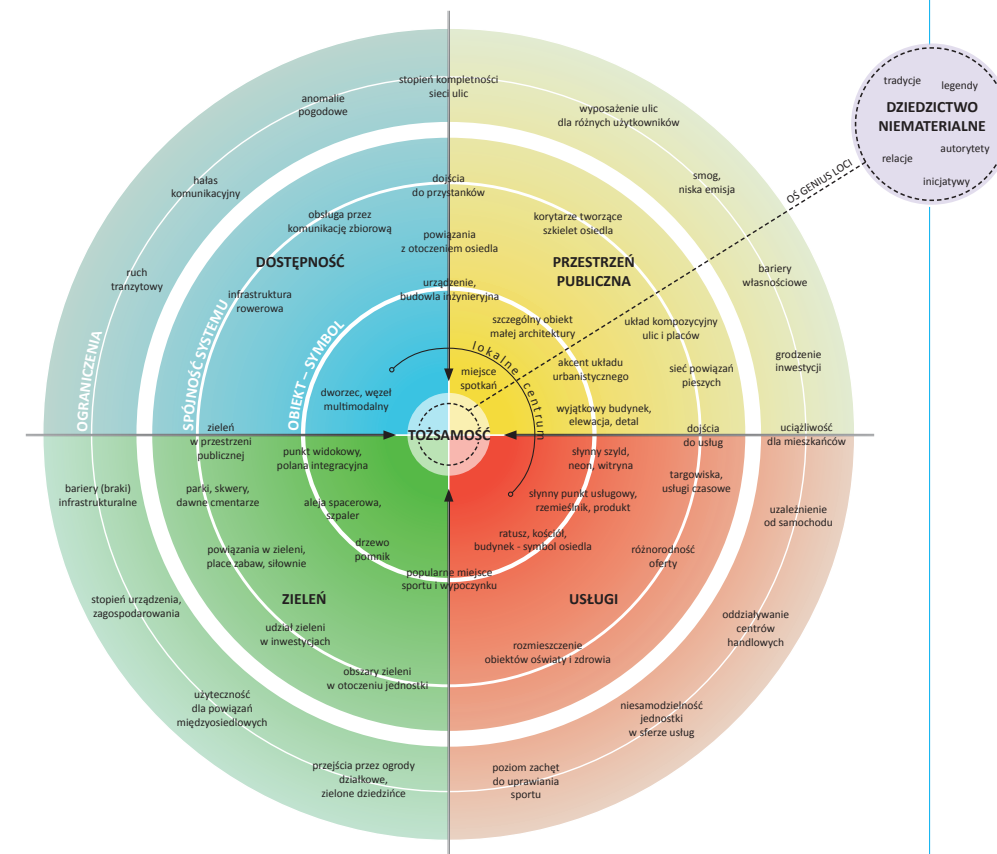 tradycje
legendy
DZIEDZICTWO
NIEMATERIALNE
autorytety
relacje
inicjatywy
OŚ GENIUS LOCI
stopień kompletności
sieci ulic
anomalie
pogodowe
wyposażenie ulic
dla różnych użytkowników
hałas
komunikacyjny
smog,
niska emisja
ruch
tranzytowy
bariery
własnościowe
grodzenie
inwestycji
OGRANICZENIA
SPÓJNOŚĆ SYSTEMU
OBIEKT – SYMBOL
DOSTĘPNOŚĆ
dojścia
do przystanków
obsługa przez
komunikację zbiorową
powiązania
z otoczeniem osiedla
infrastruktura
rowerowa
urządzenie,
budowla inżynieryjna
dworzec, węzeł
multimodalny
PRZESTRZEŃ
PUBLICZNA
korytarze tworzące
szkielet osiedla
układ kompozycyjny
ulic i placów
sieć powiązań
pieszych
szczególny obiekt
małej architektury
akcent układu
urbanistycznego
wyjątkowy budynek,
elewacja, detal
miejsce
spotkań
lokalne centrum
TOŻSAMOŚĆ
zieleń
w przestrzeni
publicznej
punkt widokowy,
polana integracyjna
parki, skwery,
dawne cmentarze
aleja spacerowa,
szpaler
drzewo
pomnik
powiązania w zieleni,
place zabaw, siłownie
popularne miejsce
sportu i wypoczynku
ZIELEŃ
udział zieleni
w inwestycjach
obszary zieleni
w otoczeniu jednostki
bariery (braki)
infrastrukturalne
stopień urządzenia,
zagospodarowania
użyteczność
dla powiązań
międzyosiedlowych
przejścia przez ogrody
działkowe,
zielone dziedzińce
dojścia
do usług
uciążliwość
dla mieszkańców
słynny szyld,
neon, witryna
targowiska,
usługi czasowe
słynny punkt usługowy,
rzemieślnik, produkt
ratusz, kościół,
budynek - symbol osiedla
różnorodność
oferty
USŁUGI
rozmieszczenie
obiektów oświaty i zdrowia
uzależnienie
od samochodu
oddziaływanie
centrów
handlowych
niesamodzielność
jednostki
w sferze usług
poziom zachęt
do uprawiania
sportu